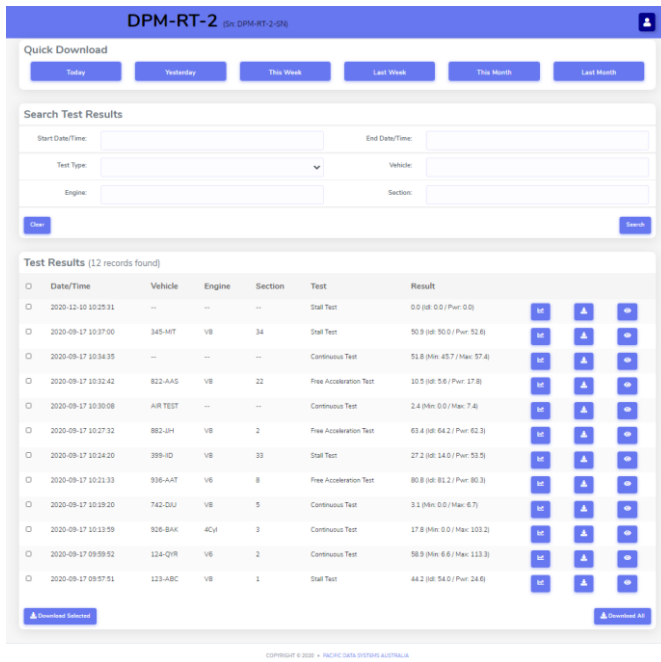 DPM-RT-2 (Sn: DPM-RT-2-SN)
Quick Download
Today Yesterday This Week Last Week This Month Last Month
Search Test Results
Start Date/Time: End Date/Time:
Test Type: Vehicle:
Engine: Section:
Clear Search
Test Results (12 records found)
Date/Time Vehicle Engine Section Test Result
2020-12-10 10:25:31 -- -- -- Stall Test 0.0 (Idl: 0.0 / Pwr: 0.0)
2020-09-17 10:37:00 345-MIT V8 34 Stall Test 50.9 (Idl: 50.0 / Pwr: 52.6)
2020-09-17 10:34:35 -- -- -- Continuous Test 51.8 (Min: 45.7 / Max: 57.4)
2020-09-17 10:32:42 822-AAS V8 22 Free Acceleration Test 10.5 (Idl: 5.6 / Pwr: 17.8)
2020-09-17 10:30:08 AIR TEST -- -- Continuous Test 2.4 (Min: 0.0 / Max: 7.4)
2020-09-17 10:27:32 882-JJH V8 2 Free Acceleration Test 63.4 (Idl: 64.2 / Pwr: 62.3)
2020-09-17 10:24:20 399-IID V8 33 Stall Test 27.2 (Idl: 14.0 / Pwr: 53.5)
2020-09-17 10:21:33 936-AAT V6 8 Free Acceleration Test 80.8 (Idl: 81.2 / Pwr: 80.3)
2020-09-17 10:19:20 742-DJU V8 5 Continuous Test 3.1 (Min: 0.0 / Max: 6.7)
2020-09-17 10:13:59 926-BAK 4Cyl 3 Continuous Test 17.8 (Min: 0.0 / Max: 103.2)
2020-09-17 09:59:52 124-QYR V6 2 Continuous Test 58.9 (Min: 6.6 / Max: 113.3)
2020-09-17 09:57:51 123-ABC V8 1 Stall Test 44.2 (Idl: 54.0 / Pwr: 24.6)
Download Selected Download All
COPYRIGHT © 2020 • PACIFIC DATA SYSTEMS AUSTRALIA